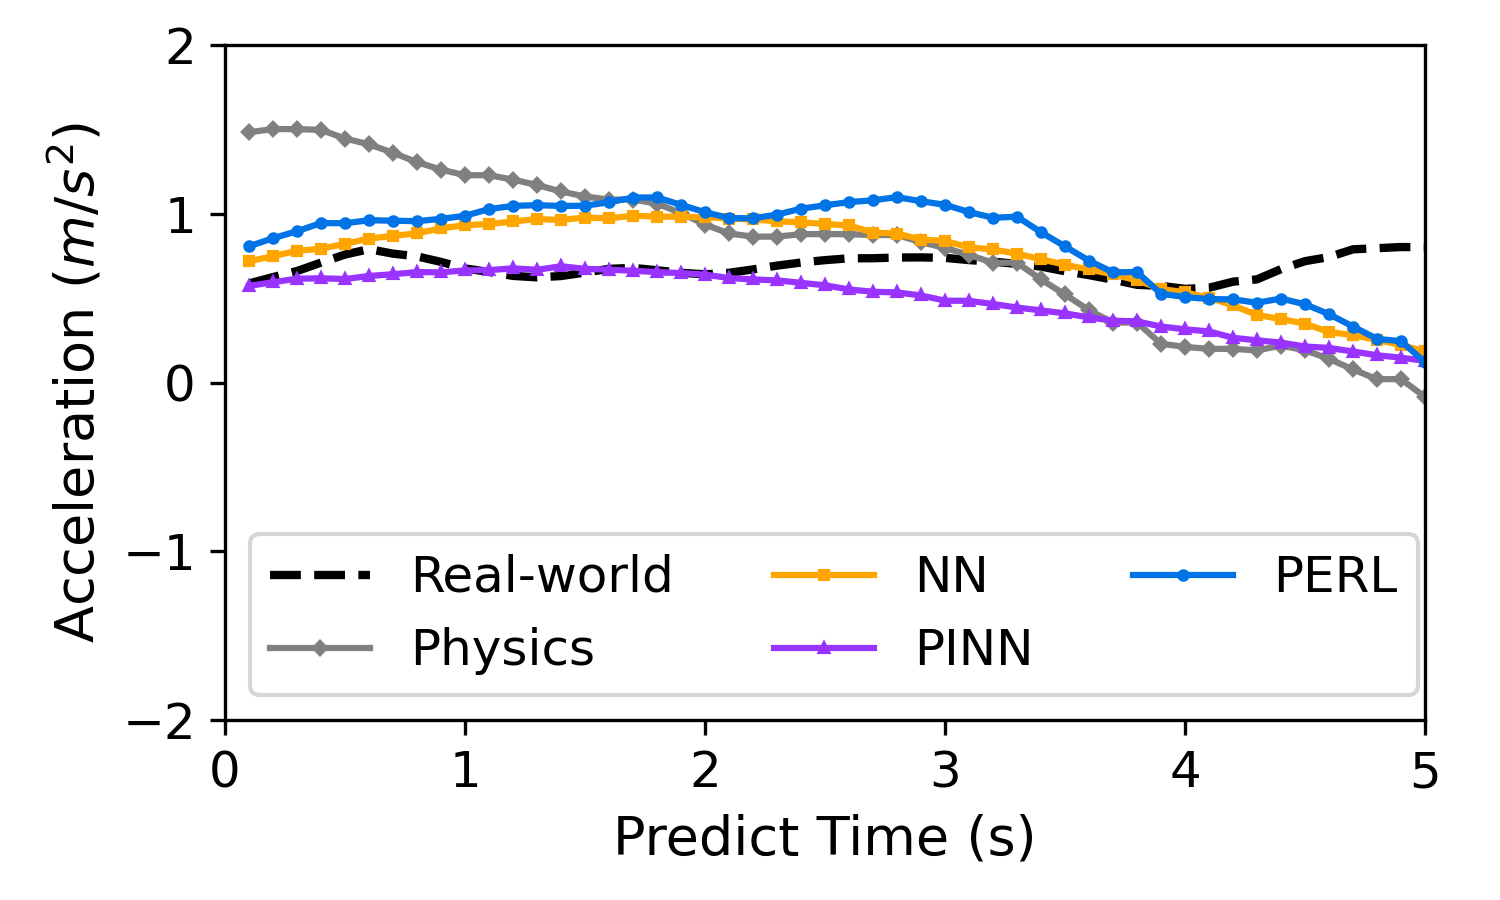 2
1
0
−1
−2
Acceleration (m/s²)
Real-world
NN
PERL
Physics
PINN
0 1 2 3 4 5
Predict Time (s)